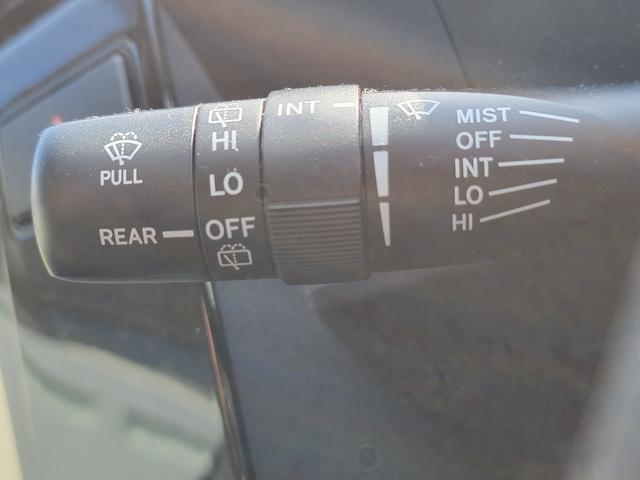 PULL
REAR
HI
LO
OFF
INT
MIST
OFF
INT
LO
HI